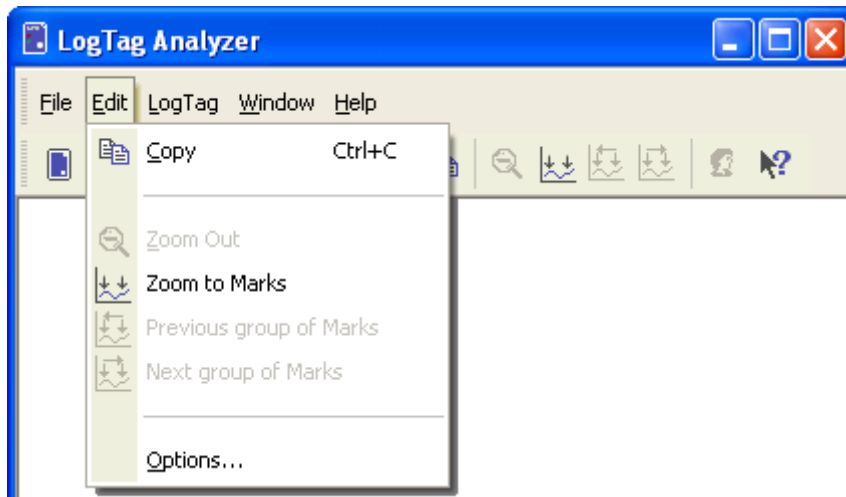 LogTag Analyzer
File Edit LogTag Window Help
Copy Ctrl+C
Zoom Out
Zoom to Marks
Previous group of Marks
Next group of Marks
Options...